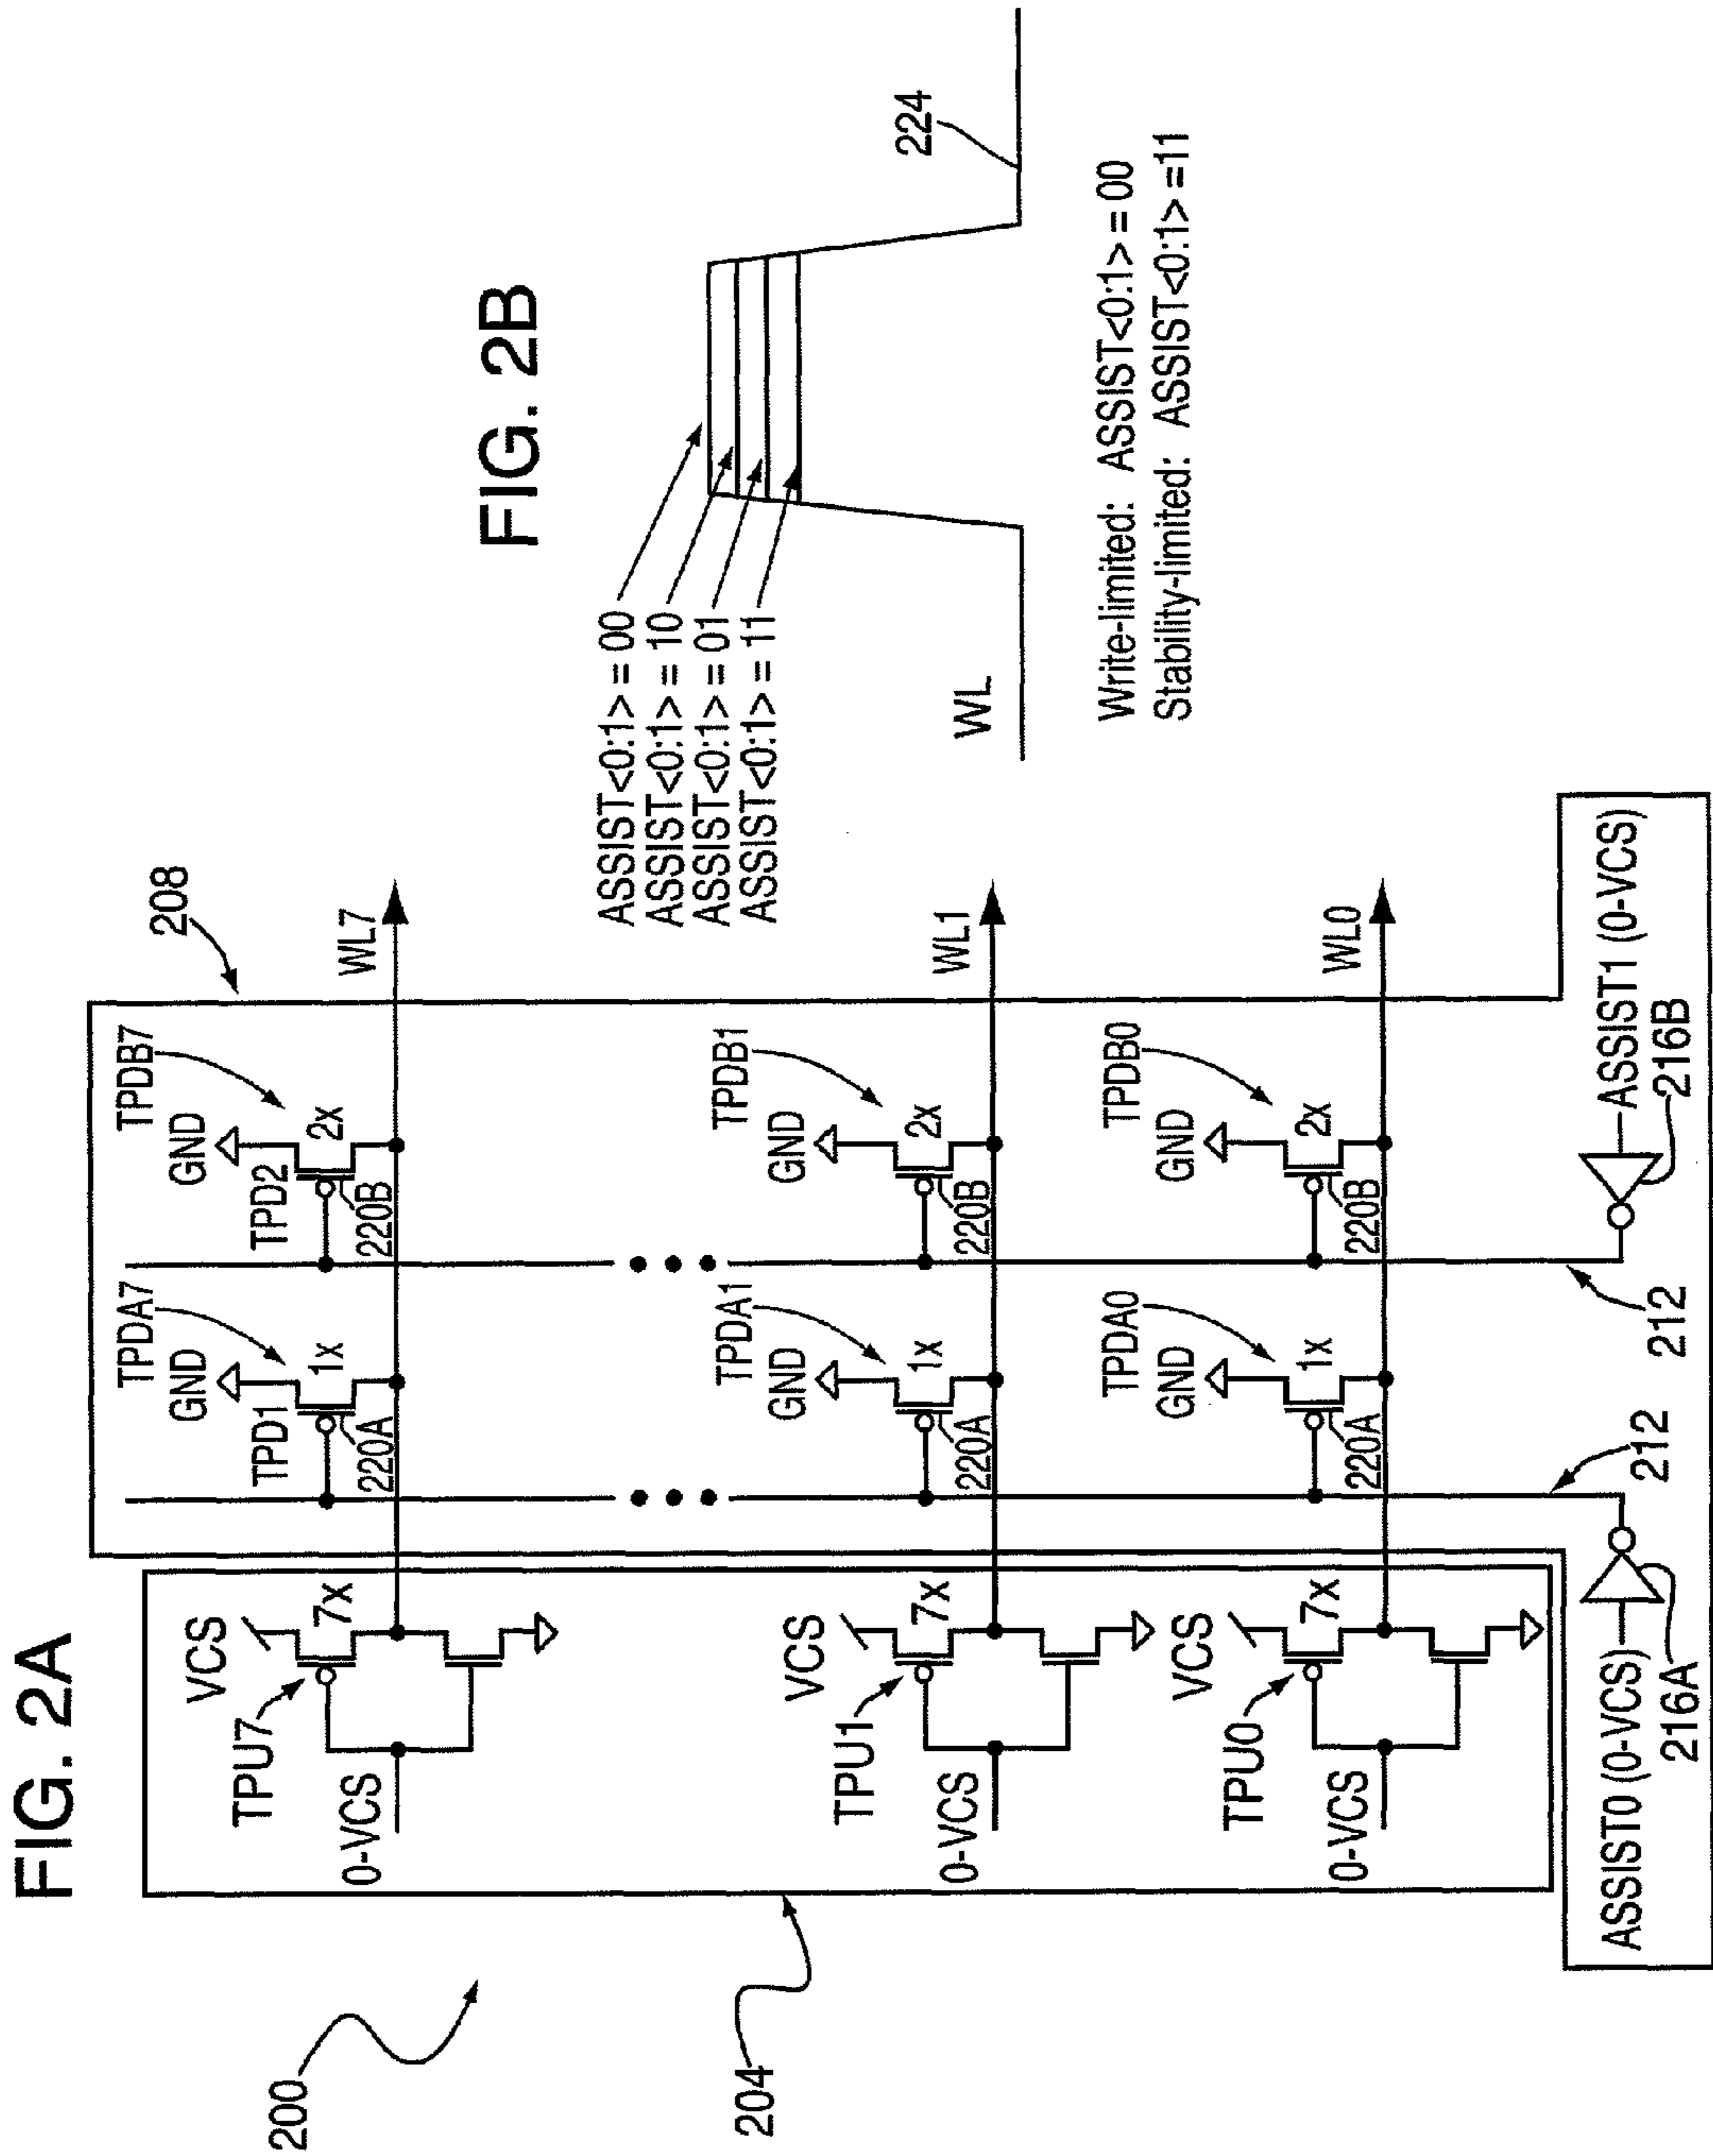 FIG. 2A
200
204
208
VCS
TPU7
7x
0-VCS
TPDA7
GND
TPD1
1x
220A
TPDB7
GND
TPD2
2x
220B
WL7
VCS
TPU1
7x
0-VCS
TPDA1
GND
1x
220A
TPDB1
GND
2x
220B
WL1
VCS
TPU0
7x
0-VCS
TPDA0
GND
1x
220A
TPDB0
GND
2x
220B
WL0
ASSIST0 (0-VCS)
216A
212
212
ASSIST1 (0-VCS)
216B
FIG. 2B
ASSIST<0:1> = 00
ASSIST<0:1> = 10
ASSIST<0:1> = 01
ASSIST<0:1> = 11
WL
224
Write-limited: ASSIST<0:1> = 00
Stability-limited: ASSIST<0:1> =11